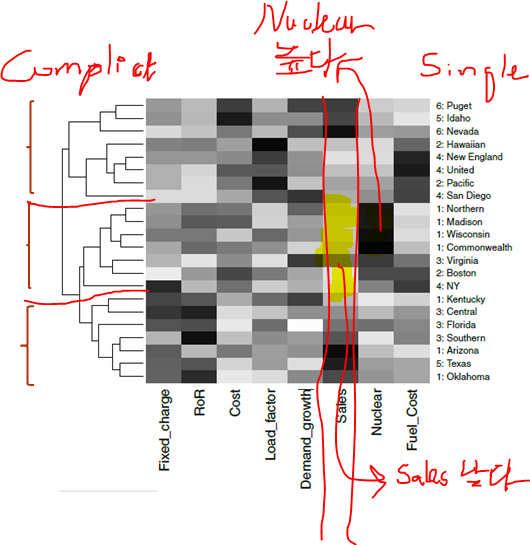 Nuclear
높다
Complict
Single
6: Puget
5: Idaho
6: Nevada
2: Hawaiian
4: New England
4: United
2: Pacific
4: San Diego
1: Northern
1: Madison
1: Wisconsin
1: Commonwealth
3: Virginia
2: Boston
4: NY
1: Kentucky
3: Central
3: Florida
3: Southern
1: Arizona
5: Texas
1: Oklahoma
Fixed_charge
RoR
Cost
Load_factor
Demand_growth
Sales
Nuclear
Fuel_Cost
Sales 낮다